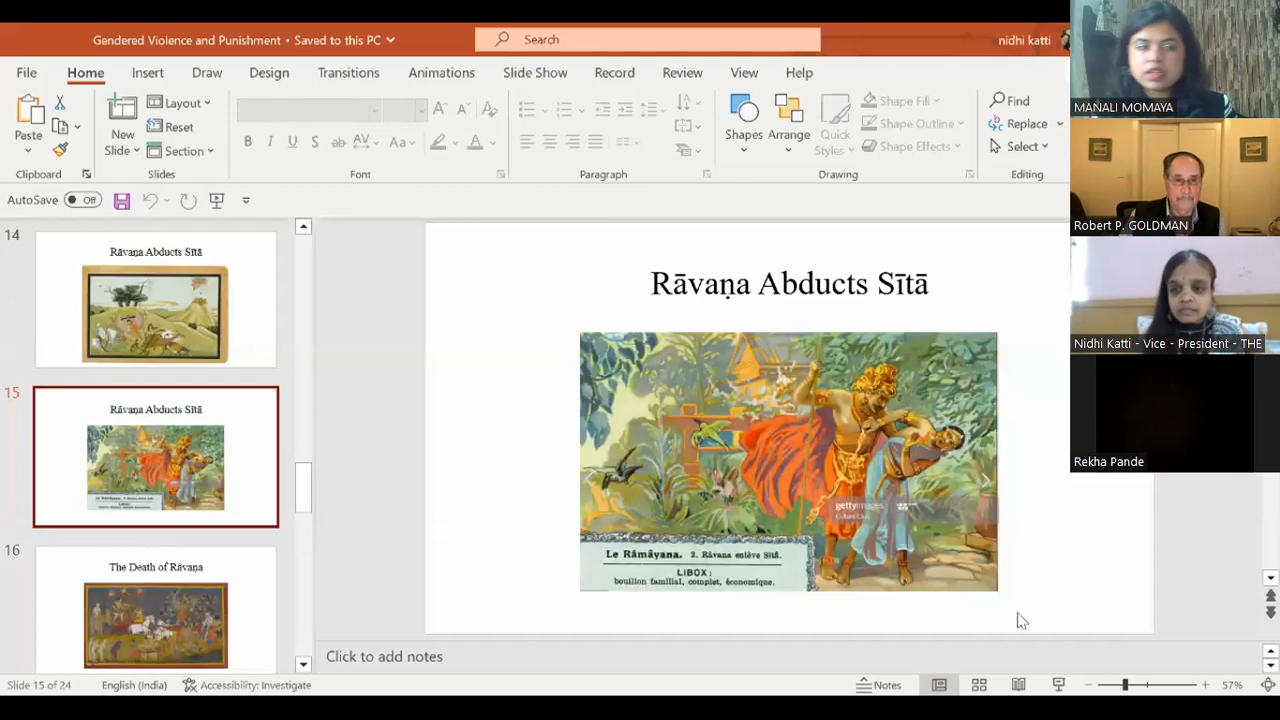 Gendered Violence and Punishment • Saved to this PC
Search
nidhi katti
File Home Insert Draw Design Transitions Animations Slide Show Record Review View Help
Paste
Clipboard
New Slide
Layout
Reset
Section
Slides
B I U S ab AV Aa A
Font
Paragraph
Shapes
Arrange
Quick Styles
Shape Fill
Shape Outline
Shape Effects
Drawing
Find
Replace
Select
Editing
AutoSave Off
14
Rāvaṇa Abducts Sītā
15
Rāvaṇa Abducts Sītā
16
The Death of Rāvaṇa
Rāvaṇa Abducts Sītā
gettyimages
Le Râmâyana. 2. Râvana enlève Sîtâ.
LIBOX :
bouillon familial, complet, économique.
Click to add notes
Slide 15 of 24
English (India)
Accessibility: Investigate
Notes
57%
MANALI MOMAYA
Robert P. GOLDMAN
Nidhi Katti - Vice - President - THE
Rekha Pande